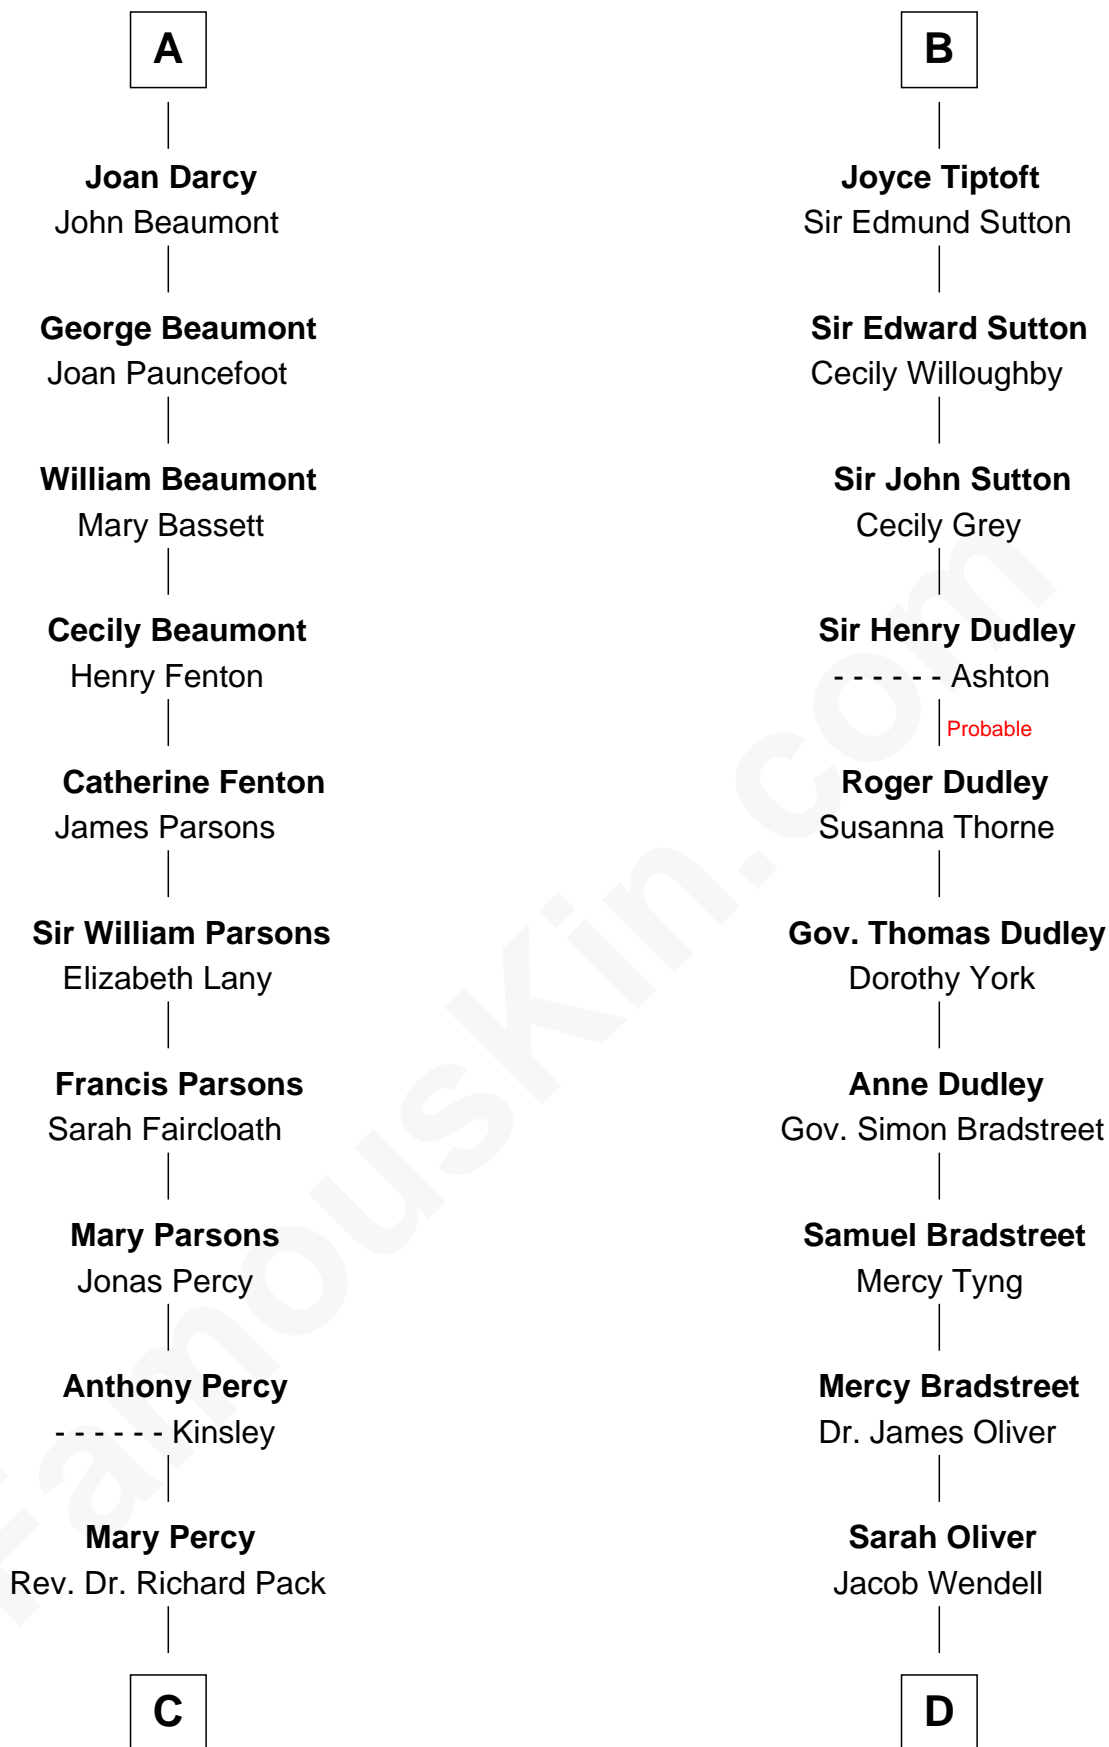 A
Joan Darcy
John Beaumont
George Beaumont
Joan Pauncefoot
William Beaumont
Mary Bassett
Cecily Beaumont
Henry Fenton
Catherine Fenton
James Parsons
Sir William Parsons
Elizabeth Lany
Francis Parsons
Sarah Faircloath
Mary Parsons
Jonas Percy
Anthony Percy
- - - - - - Kinsley
Mary Percy
Rev. Dr. Richard Pack
C
B
Joyce Tiptoft
Sir Edmund Sutton
Sir Edward Sutton
Cecily Willoughby
Sir John Sutton
Cecily Grey
Sir Henry Dudley
- - - - - - Ashton
Probable
Roger Dudley
Susanna Thorne
Gov. Thomas Dudley
Dorothy York
Anne Dudley
Gov. Simon Bradstreet
Samuel Bradstreet
Mercy Tyng
Mercy Bradstreet
Dr. James Oliver
Sarah Oliver
Jacob Wendell
D
FamousKin.com